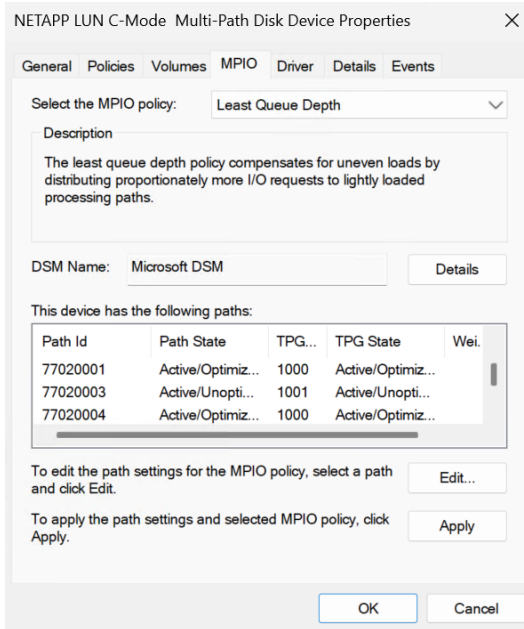 NETAPP LUN C-Mode  Multi-Path Disk Device Properties
General Policies Volumes MPIO Driver Details Events
Select the MPIO policy: Least Queue Depth
Description
The least queue depth policy compensates for uneven loads by
distributing proportionately more I/O requests to lightly loaded
processing paths.
DSM Name: Microsoft DSM Details
This device has the following paths:
Path Id Path State TPG... TPG State Wei.
77020001 Active/Optimiz... 1000 Active/Optimiz...
77020003 Active/Unopti... 1001 Active/Unopti...
77020004 Active/Optimiz... 1000 Active/Optimiz...
To edit the path settings for the MPIO policy, select a path
and click Edit.
Edit...
To apply the path settings and selected MPIO policy, click
Apply.
Apply
OK Cancel